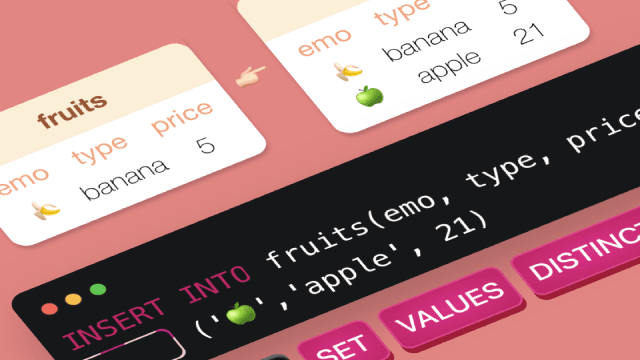 fruits
emo type price
🍌 banana 5
emo type
🍌 banana 5
🍏 apple 21
INSERT INTO fruits(emo, type, price
('🍏','apple', 21)
SET VALUES DISTINCT